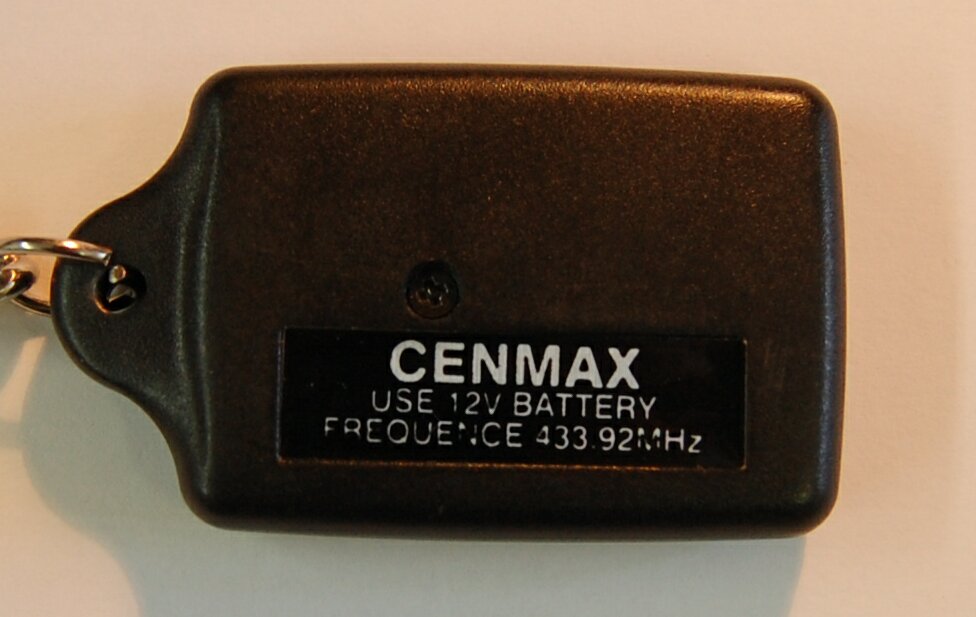 CENMAX
USE 12V BATTERY
FREQUENCE 433.92MHz